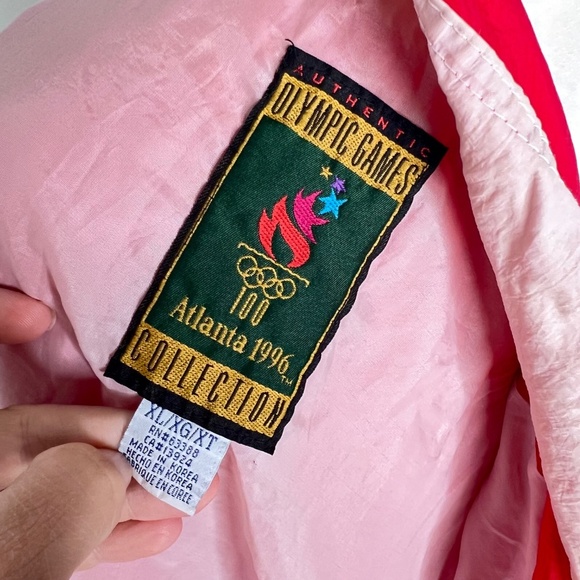 AUTHENTIC
OLYMPIC GAMES
100
Atlanta 1996
TM
COLLECTION
XL/XG/XT
RN#63388
CA#13924
MADE IN KOREA
HECHO EN KOREA
FABRIQUE EN COREE